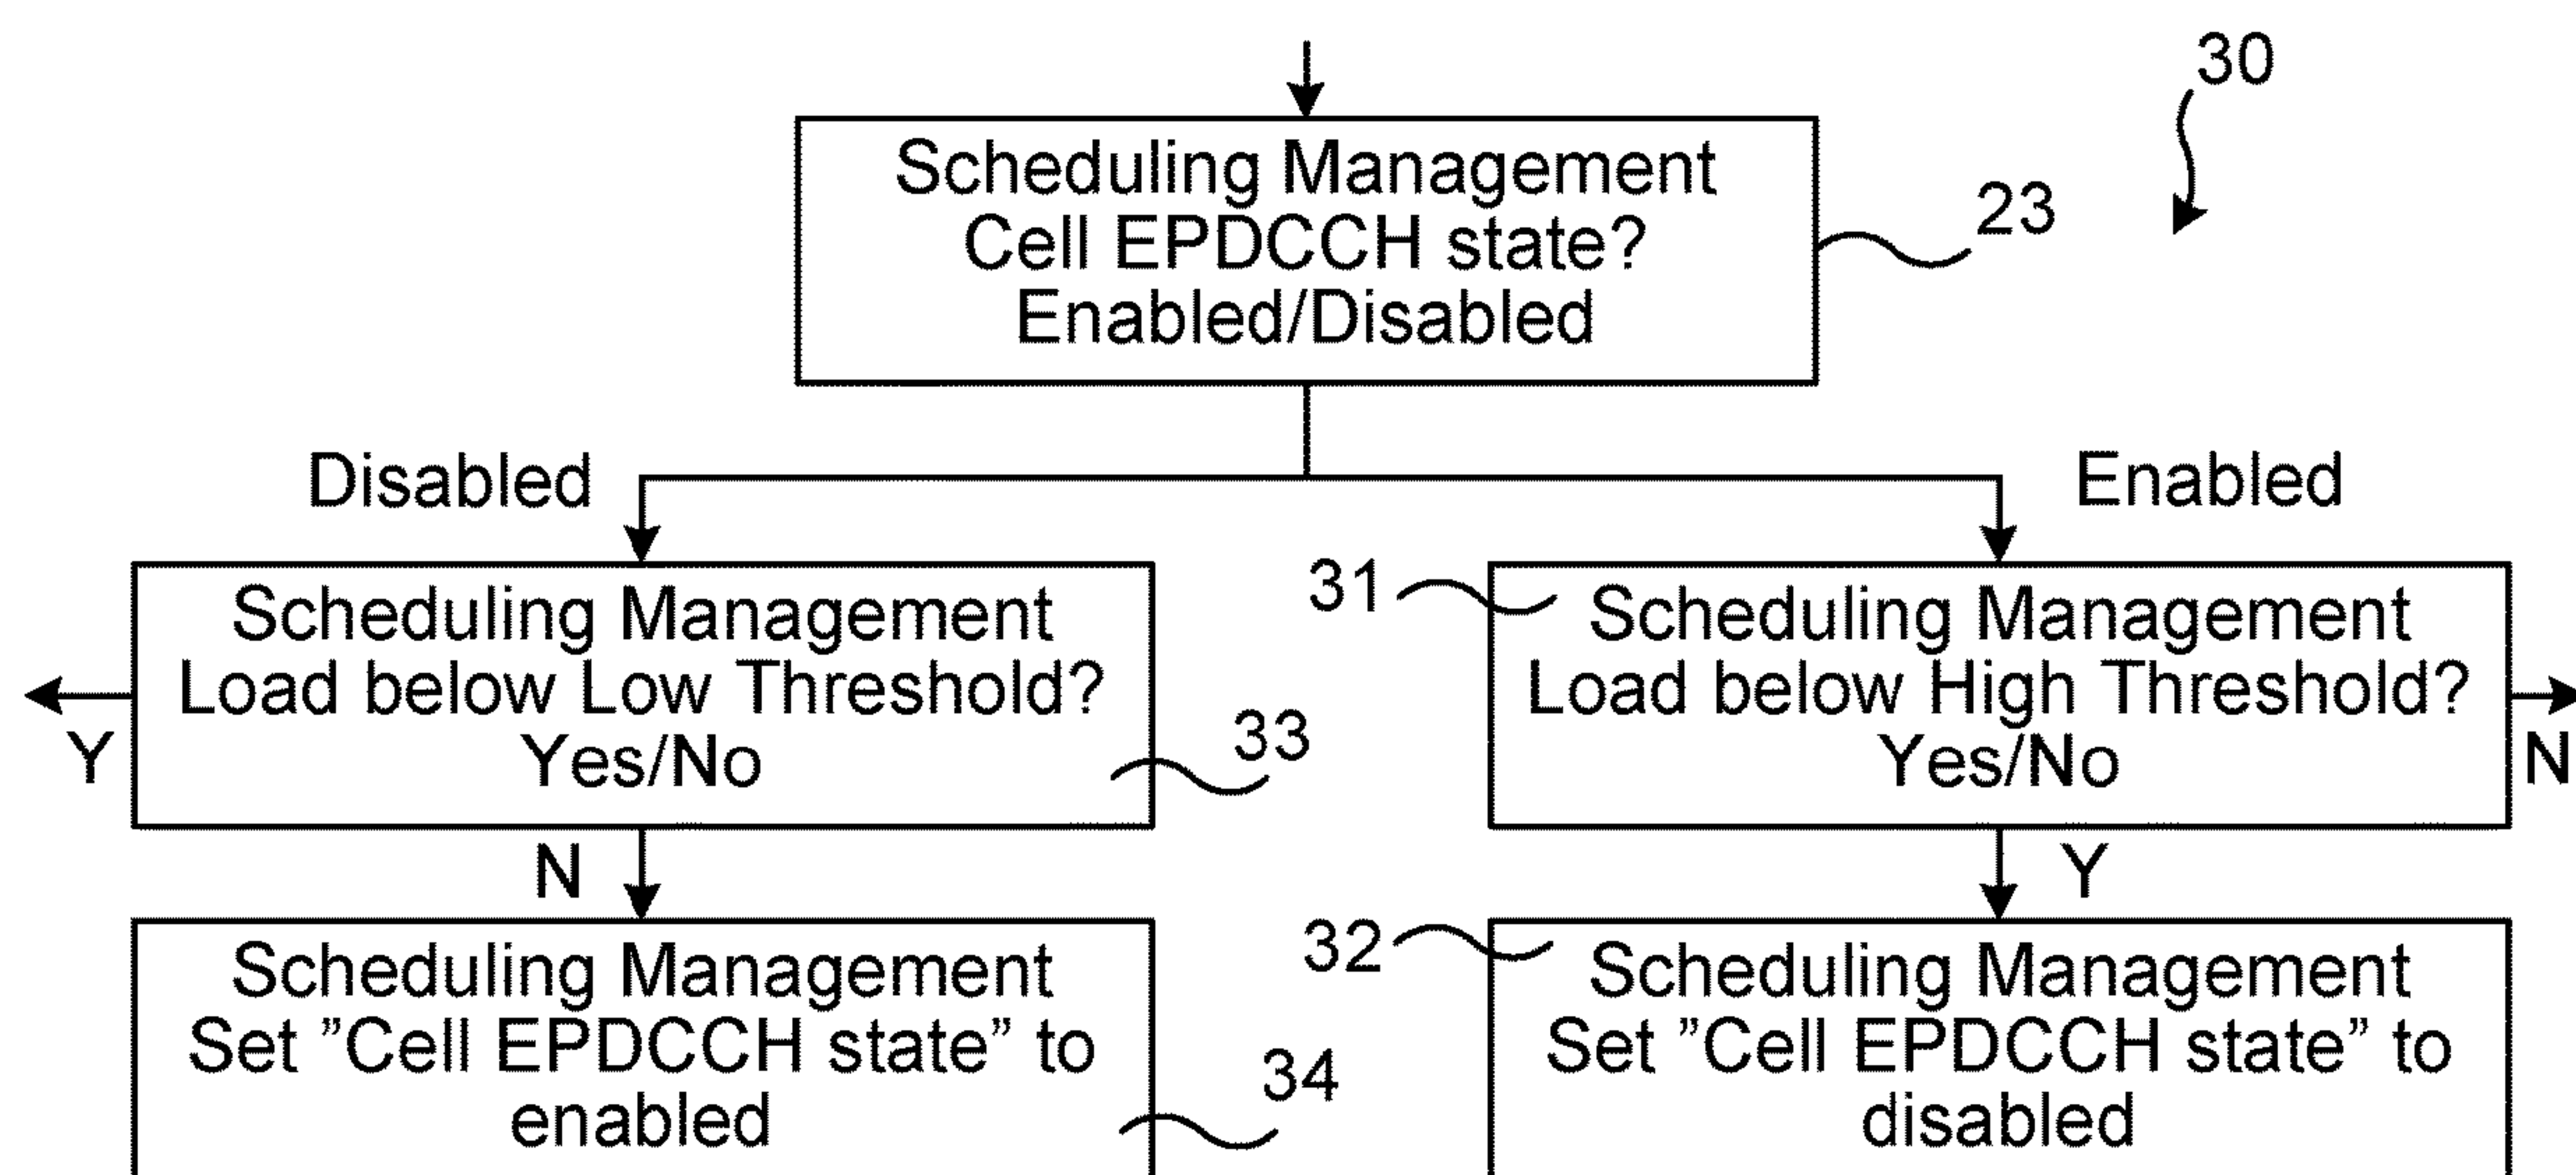 30
Scheduling Management
Cell EPDCCH state?
Enabled/Disabled
23
Disabled
Enabled
Scheduling Management
Load below Low Threshold?
Yes/No
33
Y
N
31
Scheduling Management
Load below High Threshold?
Yes/No
N
Y
Scheduling Management
Set ”Cell EPDCCH state” to
enabled
34
32
Scheduling Management
Set ”Cell EPDCCH state” to
disabled